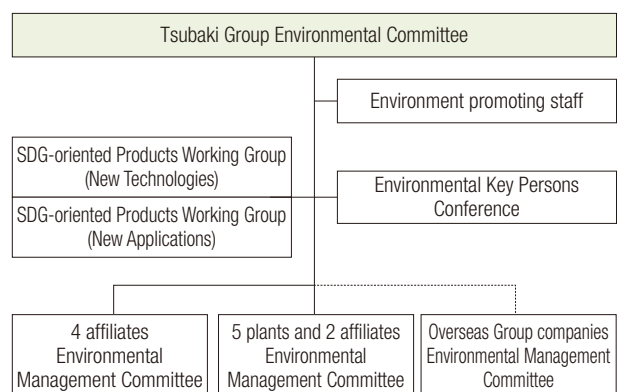 Tsubaki Group Environmental Committee
Environment promoting staff
SDG-oriented Products Working Group
(New Technologies)
SDG-oriented Products Working Group
(New Applications)
Environmental Key Persons
Conference
4 affiliates
Environmental
Management Committee
5 plants and 2 affiliates
Environmental
Management Committee
Overseas Group companies
Environmental Management
Committee